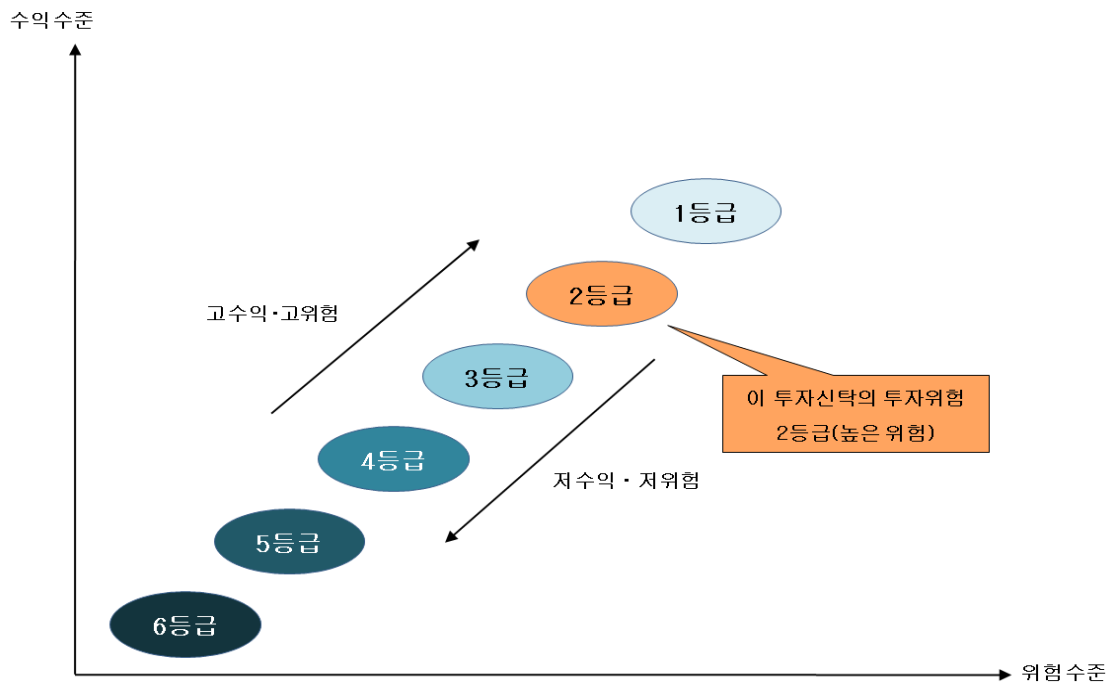 수익수준
1등급
2등급
고수익·고위험
3등급
이 투자신탁의 투자위험
2등급(높은 위험)
4등급
저수익 · 저위험
5등급
6등급
위험수준